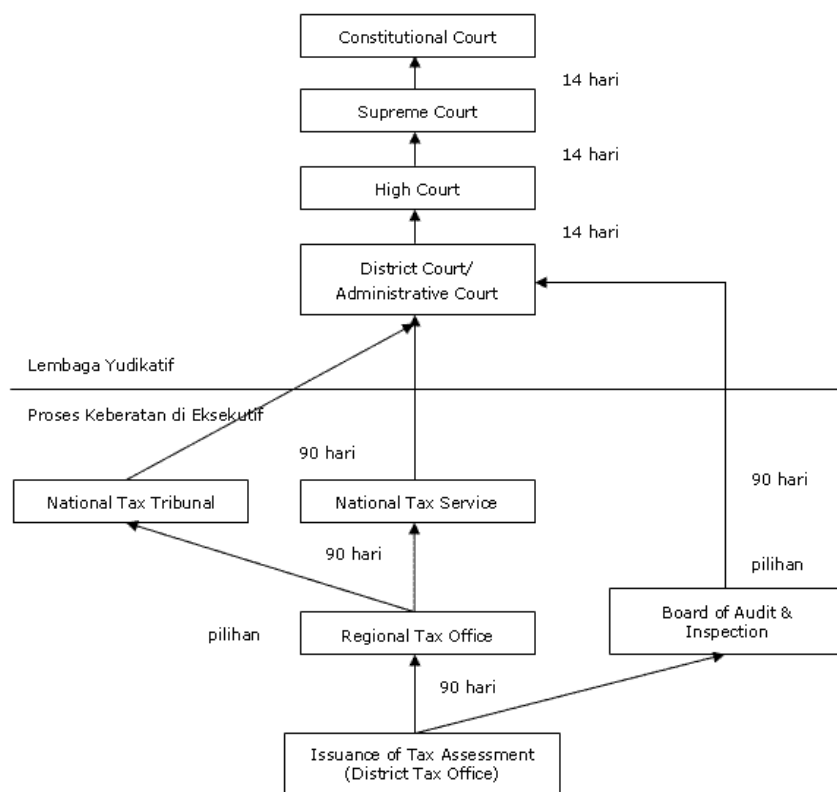 Constitutional Court
14 hari
Supreme Court
14 hari
High Court
14 hari
District Court/
Administrative Court
Lembaga Yudikatif
Proses Keberatan di Eksekutif
90 hari
90 hari
National Tax Tribunal
National Tax Service
90 hari
pilihan
Board of Audit &
Inspection
pilihan
Regional Tax Office
90 hari
Issuance of Tax Assessment
(District Tax Office)